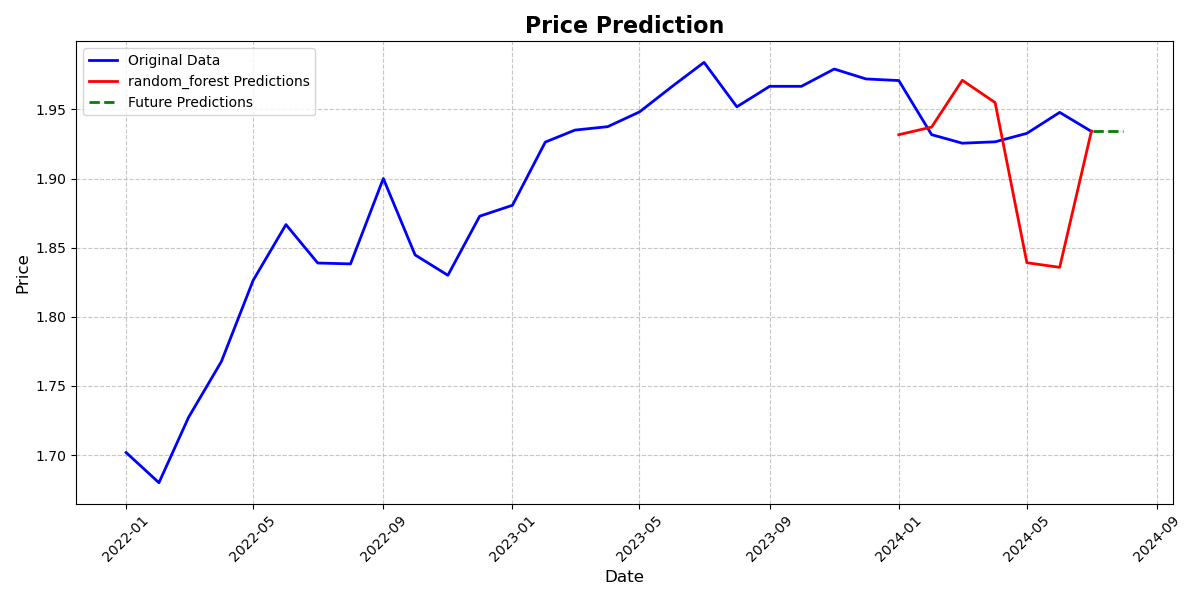 Price Prediction
Original Data
random_forest Predictions
Future Predictions
Price
1.95
1.90
1.85
1.80
1.75
1.70
2022-01
2022-05
2022-09
2023-01
2023-05
2023-09
2024-01
2024-05
2024-09
Date